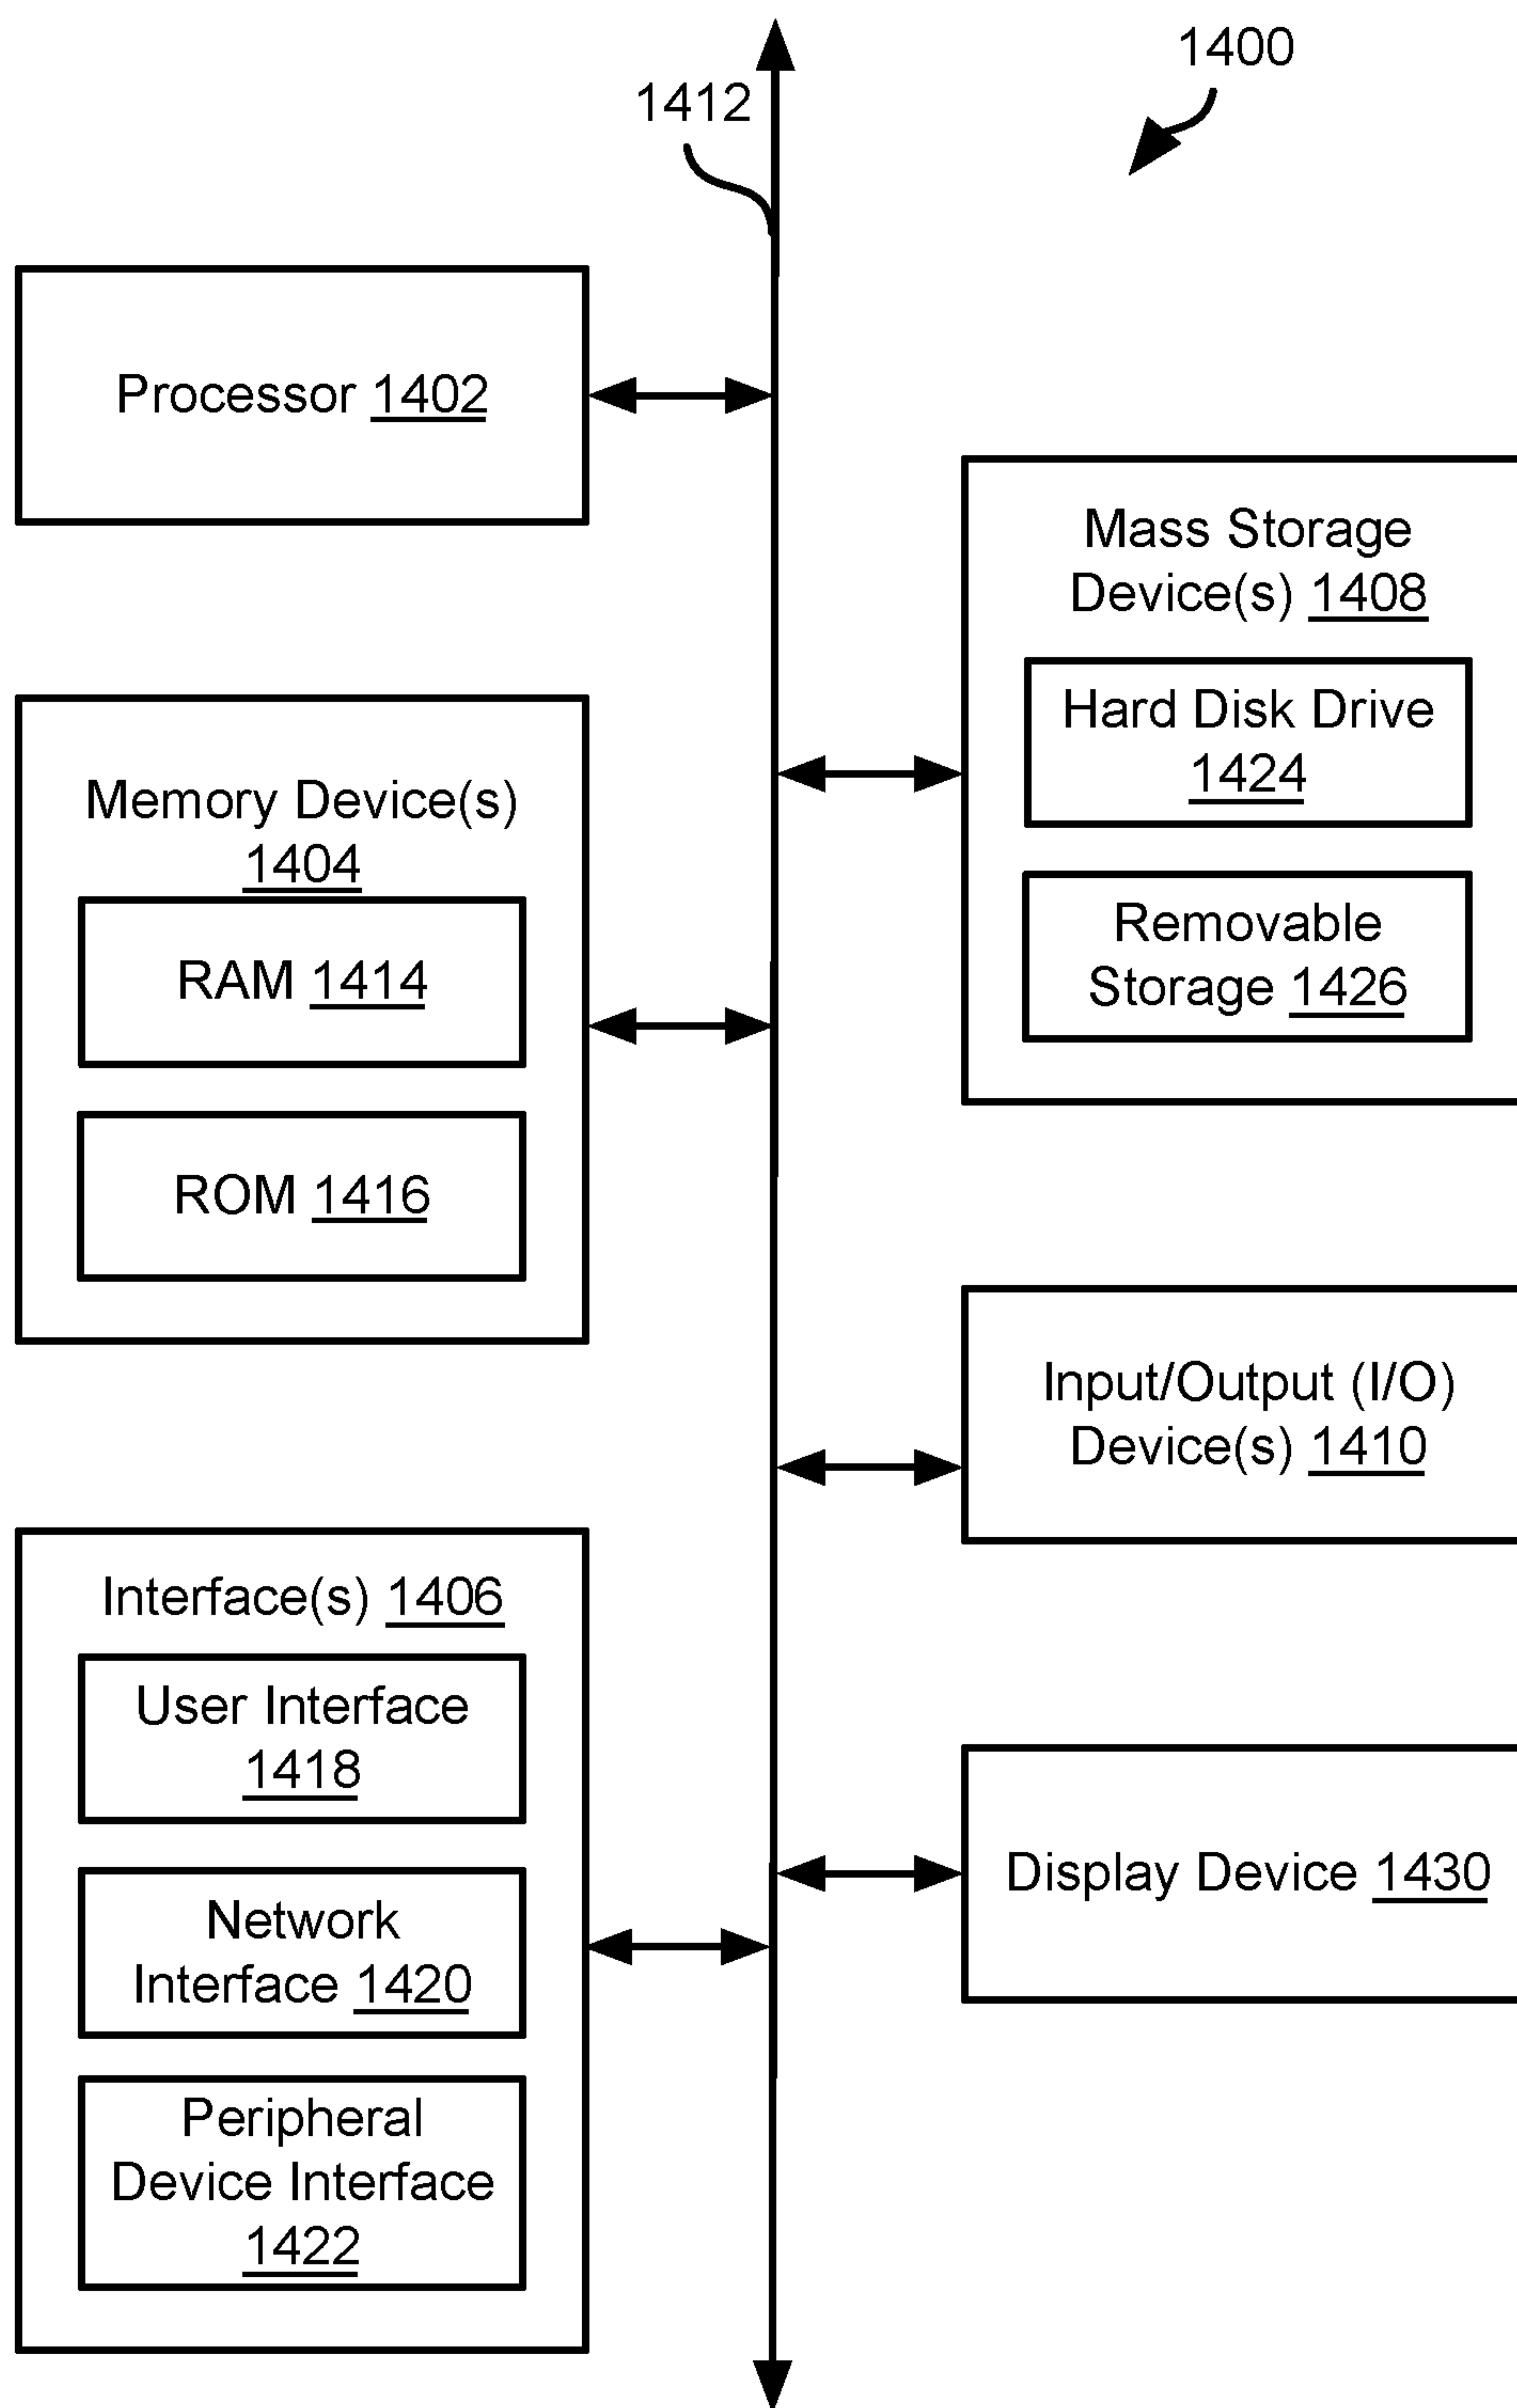 1400
1412
Processor 1402
Mass Storage
Device(s) 1408
Hard Disk Drive
1424
Removable
Storage 1426
Memory Device(s)
1404
RAM 1414
ROM 1416
Input/Output (I/O)
Device(s) 1410
Interface(s) 1406
User Interface
1418
Network
Interface 1420
Peripheral
Device Interface
1422
Display Device 1430